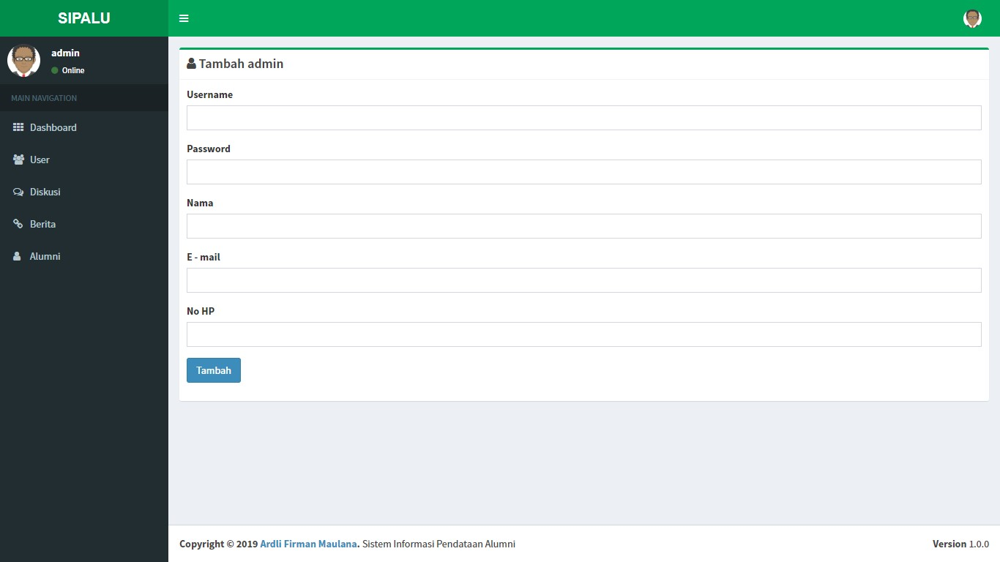 SIPALU
admin
Online
MAIN NAVIGATION
Dashboard
User
Diskusi
Berita
Alumni
Tambah admin
Username
Password
Nama
E - mail
No HP
Tambah
Copyright © 2019 Ardli Firman Maulana. Sistem Informasi Pendataan Alumni
Version 1.0.0